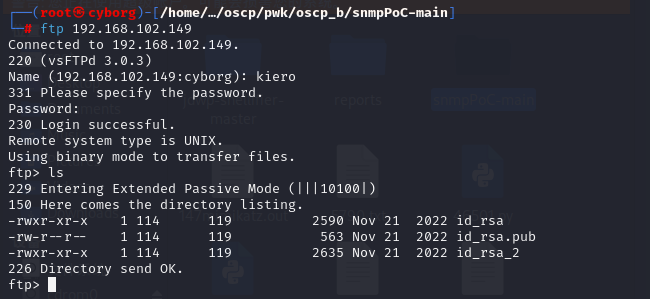 ┌──(root㉿cyborg)-[/home/…/oscp/pwk/oscp_b/snmpPoC-main]
└─# ftp 192.168.102.149
Connected to 192.168.102.149.
220 (vsFTPd 3.0.3)
Name (192.168.102.149:cyborg): kiero
331 Please specify the password.
Password:
230 Login successful.
Remote system type is UNIX.
Using binary mode to transfer files.
ftp> ls
229 Entering Extended Passive Mode (|||10100|)
150 Here comes the directory listing.
-rwxr-xr-x    1 114      119          2590 Nov 21  2022 id_rsa
-rw-r--r--    1 114      119           563 Nov 21  2022 id_rsa.pub
-rwxr-xr-x    1 114      119          2635 Nov 21  2022 id_rsa_2
226 Directory send OK.
ftp>
reports
snmpPoC-main
master